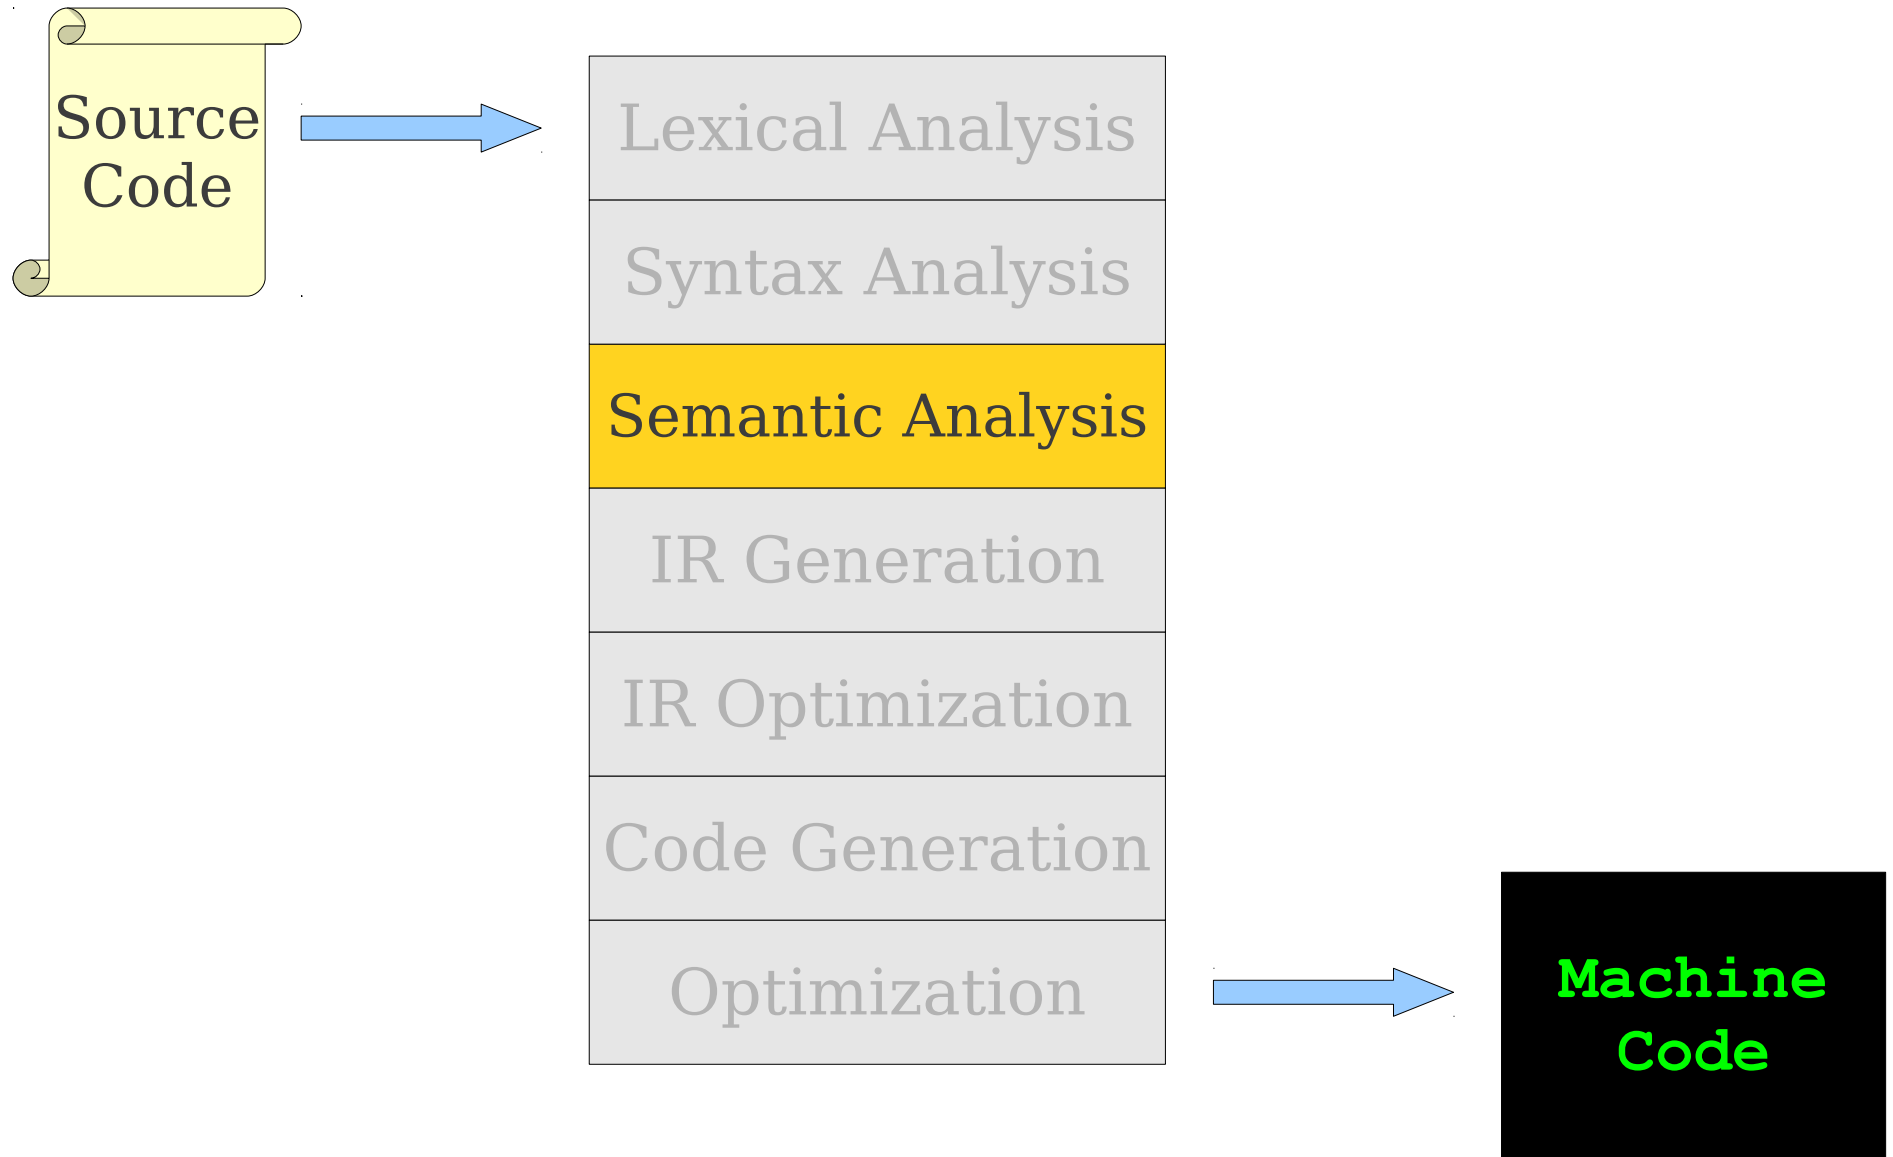 Source
Code
Lexical Analysis
Syntax Analysis
Semantic Analysis
IR Generation
IR Optimization
Code Generation
Optimization
Machine
Code